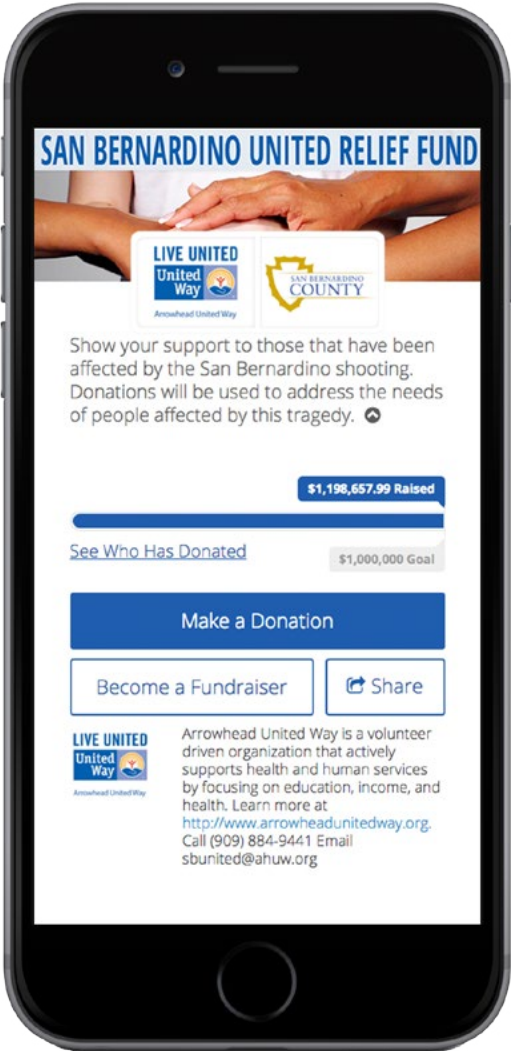 SAN BERNARDINO UNITED RELIEF FUND
LIVE UNITED
United
Way
Arrowhead United Way
SAN BERNARDINO
COUNTY
Show your support to those that have been
affected by the San Bernardino shooting.
Donations will be used to address the needs
of people affected by this tragedy.
$1,198,657.99 Raised
See Who Has Donated
$1,000,000 Goal
Make a Donation
Become a Fundraiser
Share
LIVE UNITED
United
Way
Arrowhead United Way
Arrowhead United Way is a volunteer
driven organization that actively
supports health and human services
by focusing on education, income, and
health. Learn more at
http://www.arrowheadunitedway.org.
Call (909) 884-9441 Email
sbunited@ahuw.org